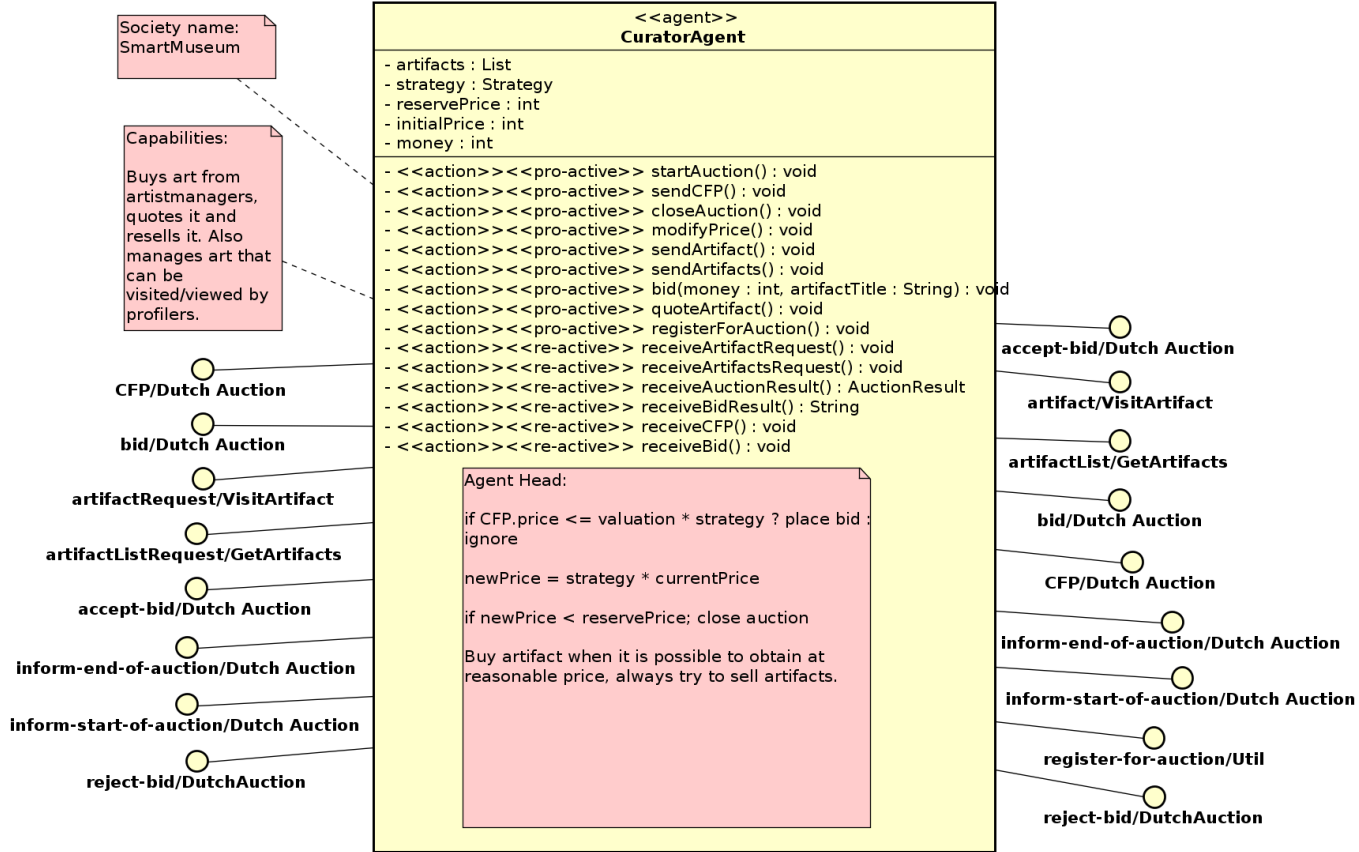 Society name:
SmartMuseum
Capabilities:
Buys art from
artistmanagers,
quotes it and
resells it. Also
manages art that
can be
visited/viewed by
profilers.
<<agent>>
CuratorAgent
- artifacts : List
- strategy : Strategy
- reservePrice : int
- initialPrice : int
- money : int
- <<action>><<pro-active>> startAuction() : void
- <<action>><<pro-active>> sendCFP() : void
- <<action>><<pro-active>> closeAuction() : void
- <<action>><<pro-active>> modifyPrice() : void
- <<action>><<pro-active>> sendArtifact() : void
- <<action>><<pro-active>> sendArtifacts() : void
- <<action>><<pro-active>> bid(money : int, artifactTitle : String) : void
- <<action>><<pro-active>> quoteArtifact() : void
- <<action>><<pro-active>> registerForAuction() : void
- <<action>><<re-active>> receiveArtifactRequest() : void
- <<action>><<re-active>> receiveArtifactsRequest() : void
- <<action>><<re-active>> receiveAuctionResult() : AuctionResult
- <<action>><<re-active>> receiveBidResult() : String
- <<action>><<re-active>> receiveCFP() : void
- <<action>><<re-active>> receiveBid() : void
Agent Head:
if CFP.price <= valuation * strategy ? place bid :
ignore
newPrice = strategy * currentPrice
if newPrice < reservePrice; close auction
Buy artifact when it is possible to obtain at
reasonable price, always try to sell artifacts.
CFP/Dutch Auction
bid/Dutch Auction
artifactRequest/VisitArtifact
artifactListRequest/GetArtifacts
accept-bid/Dutch Auction
inform-end-of-auction/Dutch Auction
inform-start-of-auction/Dutch Auction
reject-bid/DutchAuction
accept-bid/Dutch Auction
artifact/VisitArtifact
artifactList/GetArtifacts
bid/Dutch Auction
CFP/Dutch Auction
inform-end-of-auction/Dutch Auction
inform-start-of-auction/Dutch Auction
register-for-auction/Util
reject-bid/DutchAuction